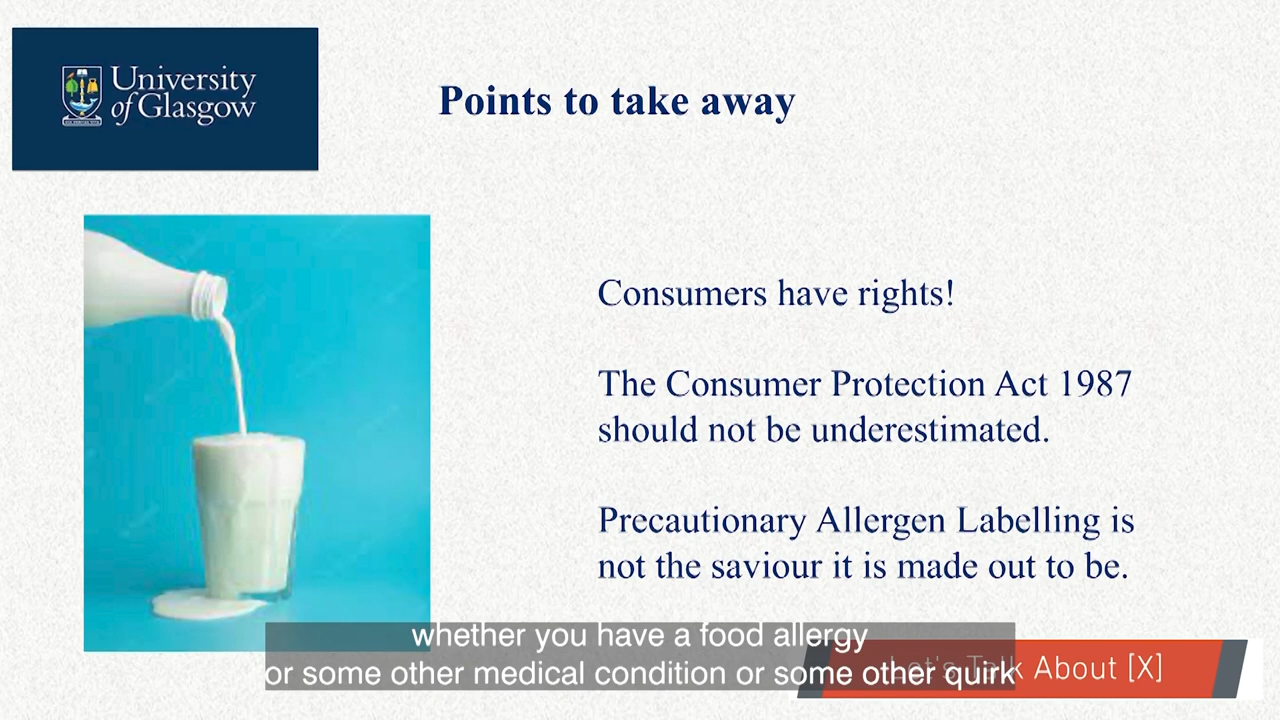 University
of Glasgow
Points to take away
Consumers have rights!
The Consumer Protection Act 1987
should not be underestimated.
Precautionary Allergen Labelling is
not the saviour it is made out to be.
whether you have a food allergy
or some other medical condition or some other quirk
Let's Talk About [X]